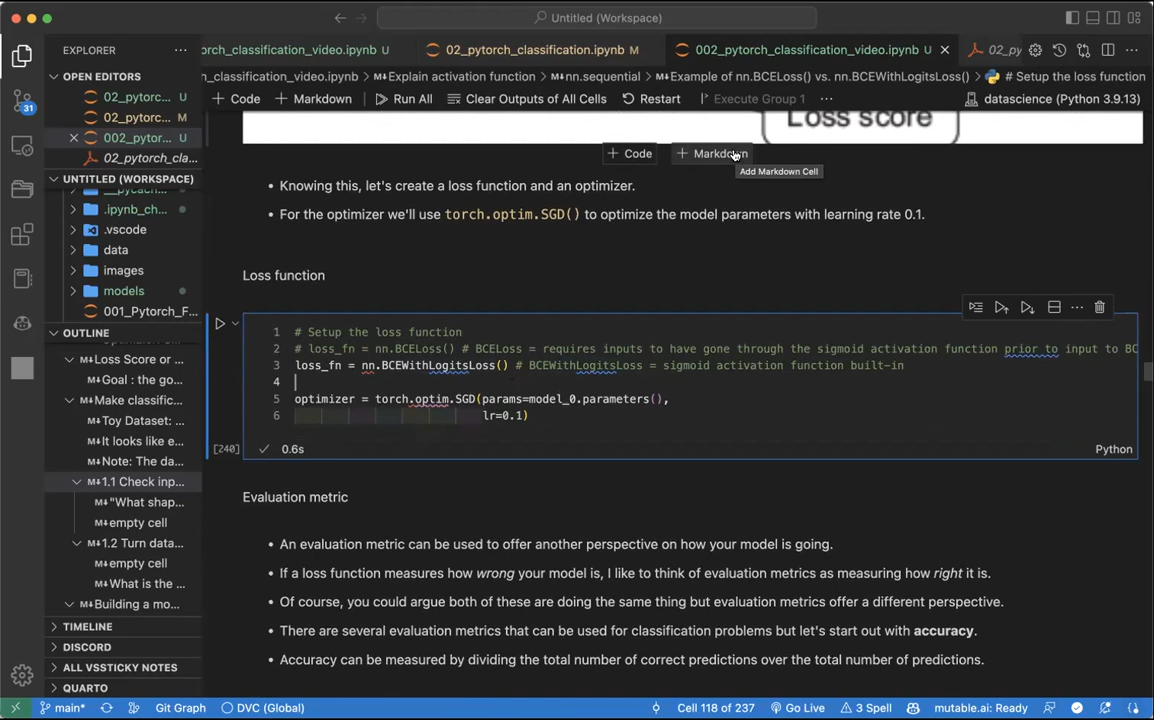 Untitled (Workspace)
EXPLORER
rch_classification_video.ipynb U
02_pytorch_classification.ipynb M
002_pytorch_classification_video.ipynb U
02_py
OPEN EDITORS
_classification_video.ipynb > Explain activation function > nn.sequential > Example of nn.BCELoss() vs. nn.BCEWithLogitsLoss() > # Setup the loss function
02_pytorc... U
+ Code + Markdown Run All Clear Outputs of All Cells Restart Execute Group 1 ... datascience (Python 3.9.13)
02_pytorc... M
Loss score
002_pytorc... U
02_pytorch_cla...
+ Code + Markdown
Add Markdown Cell
UNTITLED (WORKSPACE)
__pycach
.ipynb_ch...
.vscode
data
images
models
001_Pytorch_F...
• Knowing this, let's create a loss function and an optimizer.
• For the optimizer we'll use torch.optim.SGD() to optimize the model parameters with learning rate 0.1.
Loss function
1 # Setup the loss function
2 # loss_fn = nn.BCELoss() # BCELoss = requires inputs to have gone through the sigmoid activation function prior to input to BC
3 loss_fn = nn.BCEWithLogitsLoss() # BCEWithLogitsLoss = sigmoid activation function built-in
4
5 optimizer = torch.optim.SGD(params=model_0.parameters(),
6 lr=0.1)
[240] 0.6s Python
Evaluation metric
• An evaluation metric can be used to offer another perspective on how your model is going.
• If a loss function measures how wrong your model is, I like to think of evaluation metrics as measuring how right it is.
• Of course, you could argue both of these are doing the same thing but evaluation metrics offer a different perspective.
• There are several evaluation metrics that can be used for classification problems but let's start out with accuracy.
• Accuracy can be measured by dividing the total number of correct predictions over the total number of predictions.
OUTLINE
Loss Score or
Goal : the go...
Make classific...
Toy Dataset: ...
It looks like e...
Note: The da...
1.1 Check inp...
"What shap...
empty cell
1.2 Turn data...
empty cell
What is the ...
Building a mo...
TIMELINE
DISCORD
ALL VSSTICKY NOTES
QUARTO
31
main* Git Graph DVC (Global) Cell 118 of 237 Go Live 3 Spell mutable.ai: Ready